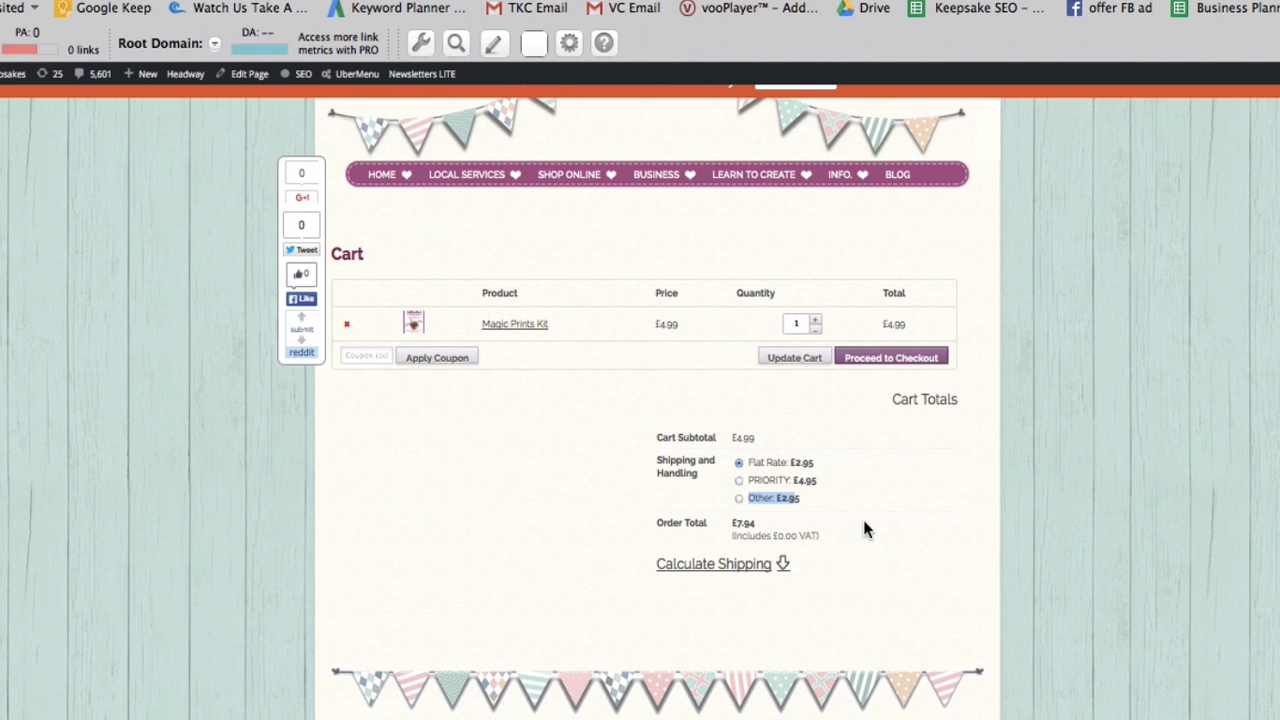 sited Google Keep Watch Us Take A ... Keyword Planner ... TKC Email VC Email vooPlayer™ - Add... Drive Keepsake SEO - ... offer FB ad Business Plann
PA: 0
0 links
Root Domain:
DA: --
Access more link
metrics with PRO
psakes 25 5,601 New Headway Edit Page SEO UberMenu Newsletters LITE
HOME LOCAL SERVICES SHOP ONLINE BUSINESS LEARN TO CREATE INFO. BLOG
0
G+1
0
Tweet
0
Like
submit
reddit
Cart
Product Price Quantity Total
Magic Prints Kit £4.99 1 £4.99
Coupon cod Apply Coupon Update Cart Proceed to Checkout
Cart Totals
Cart Subtotal £4.99
Shipping and
Handling
Flat Rate: £2.95
PRIORITY: £4.95
Other: £2.95
Order Total £7.94
(Includes £0.00 VAT)
Calculate Shipping